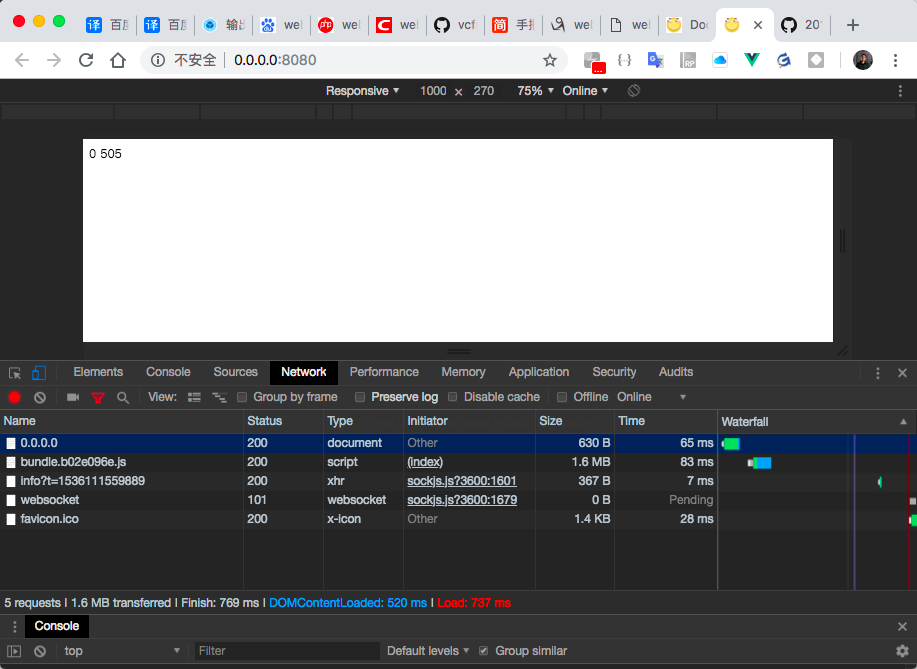 译 百度 译 百度 输出 wel php wel C wel vcf 简 手拍 wel wel Doc 20
不安全 0.0.0.0:8080
Responsive 1000 × 270 75% Online
0 505
Elements Console Sources Network Performance Memory Application Security Audits
View: Group by frame Preserve log Disable cache Offline Online
Name Status Type Initiator Size Time Waterfall
0.0.0.0 200 document Other 630 B 65 ms
bundle.b02e096e.js 200 script (index) 1.6 MB 83 ms
info?t=1536111559889 200 xhr sockjs.js?3600:1601 367 B 7 ms
websocket 101 websocket sockjs.js?3600:1679 0 B Pending
favicon.ico 200 x-icon Other 1.4 KB 28 ms
5 requests | 1.6 MB transferred | Finish: 769 ms | DOMContentLoaded: 520 ms | Load: 737 ms
Console
top Filter Default levels Group similar